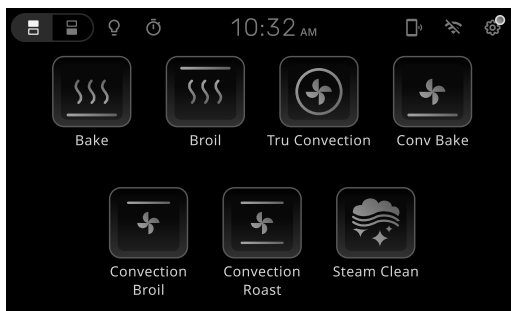 10:32 AM
Bake
Broil
Tru Convection
Conv Bake
Convection
Broil
Convection
Roast
Steam Clean